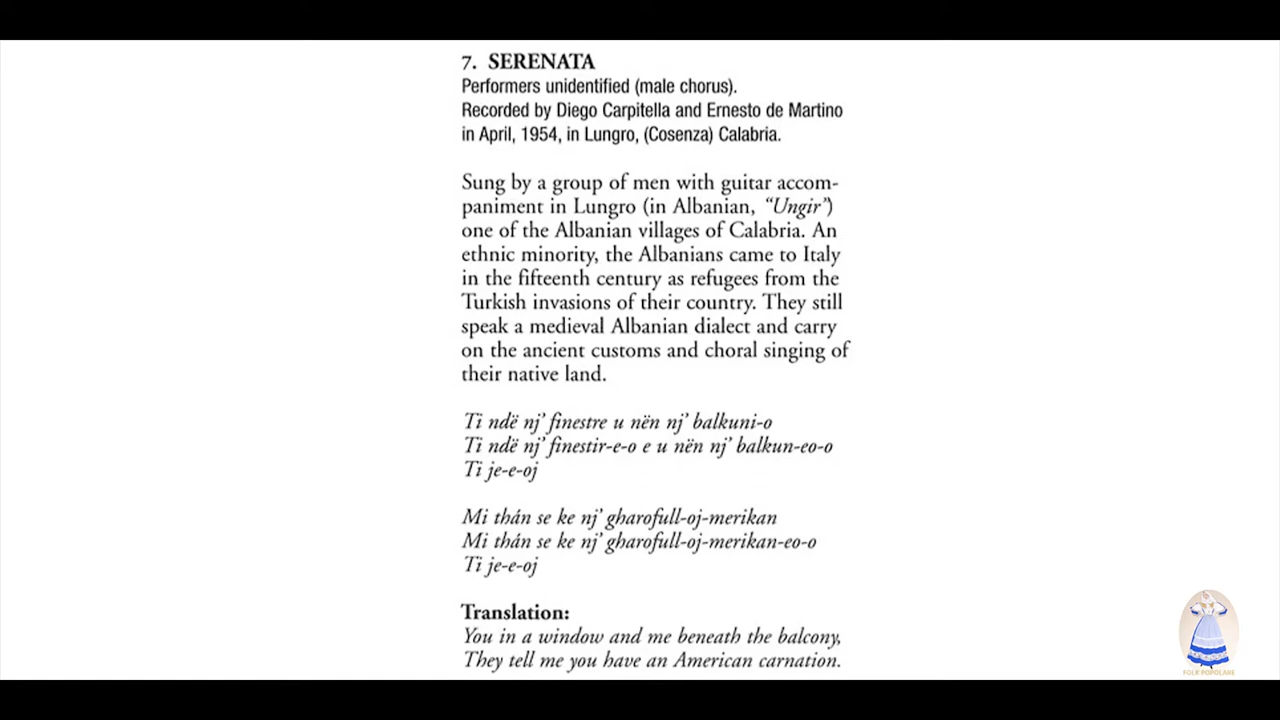 7. SERENATA
Performers unidentified (male chorus).
Recorded by Diego Carpitella and Ernesto de Martino
in April, 1954, in Lungro, (Cosenza) Calabria.
Sung by a group of men with guitar accom-
paniment in Lungro (in Albanian, “Ungir”)
one of the Albanian villages of Calabria. An
ethnic minority, the Albanians came to Italy
in the fifteenth century as refugees from the
Turkish invasions of their country. They still
speak a medieval Albanian dialect and carry
on the ancient customs and choral singing of
their native land.
Ti ndë nj’ finestre u nën nj’ balkuni-o
Ti ndë nj’ finestir-e-o e u nën nj’ balkun-eo-o
Ti je-e-oj
Mi thán se ke nj’ gharofull-oj-merikan
Mi thán se ke nj’ gharofull-oj-merikan-eo-o
Ti je-e-oj
Translation:
You in a window and me beneath the balcony,
They tell me you have an American carnation.
FOLK POPOLARE